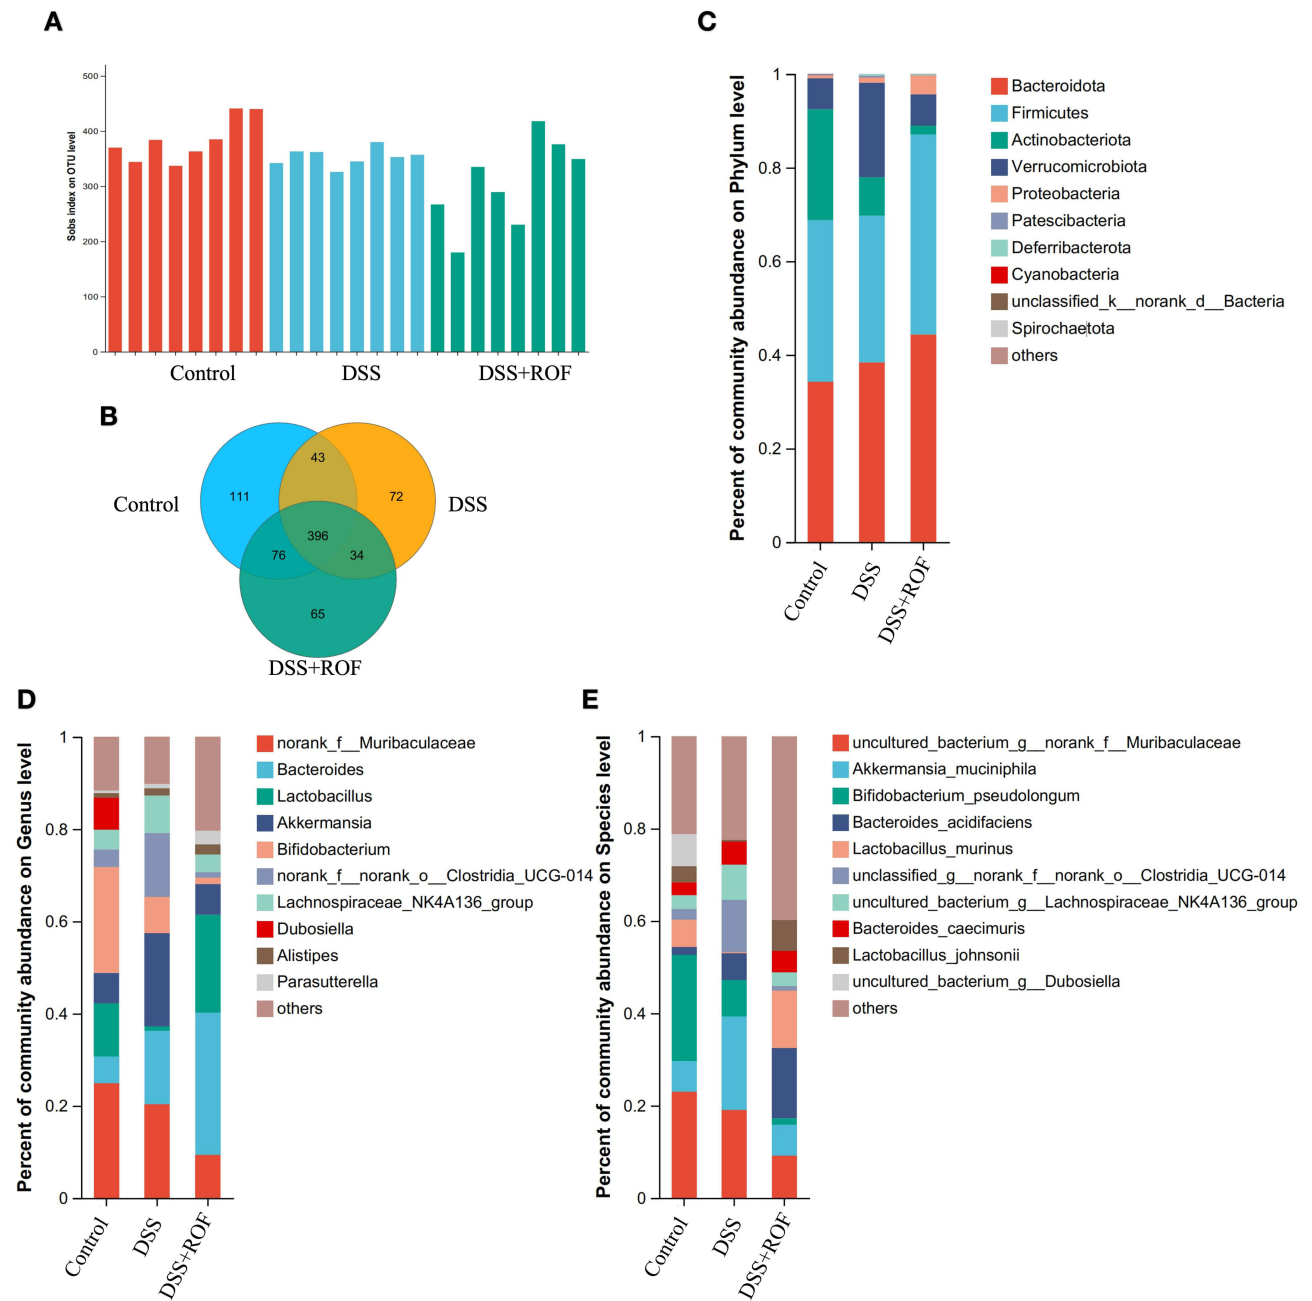 A
500
400
300
200
100
0
Sobs index on OTU level
Control
DSS
DSS+ROF
B
43
111
72
396
76
34
65
Control
DSS
DSS+ROF
C
Percent of community abundance on Phylum level
1
0.8
0.6
0.4
0.2
0
Control
DSS
DSS+ROF
Bacteroidota
Firmicutes
Actinobacteriota
Verrucomicrobiota
Proteobacteria
Patescibacteria
Deferribacterota
Cyanobacteria
unclassified_k__norank_d__Bacteria
Spirochaetota
others
D
Percent of community abundance on Genus level
1
0.8
0.6
0.4
0.2
0
Control
DSS
DSS+ROF
norank_f__Muribaculaceae
Bacteroides
Lactobacillus
Akkermansia
Bifidobacterium
norank_f__norank_o__Clostridia_UCG-014
Lachnospiraceae_NK4A136_group
Dubosiella
Alistipes
Parasutterella
others
E
Percent of community abundance on Species level
1
0.8
0.6
0.4
0.2
0
Control
DSS
DSS+ROF
uncultured_bacterium_g__norank_f__Muribaculaceae
Akkermansia_muciniphila
Bifidobacterium_pseudolongum
Bacteroides_acidifaciens
Lactobacillus_murinus
unclassified_g__norank_f__norank_o__Clostridia_UCG-014
uncultured_bacterium_g__Lachnospiraceae_NK4A136_group
Bacteroides_caecimuris
Lactobacillus_johnsonii
uncultured_bacterium_g__Dubosiella
others